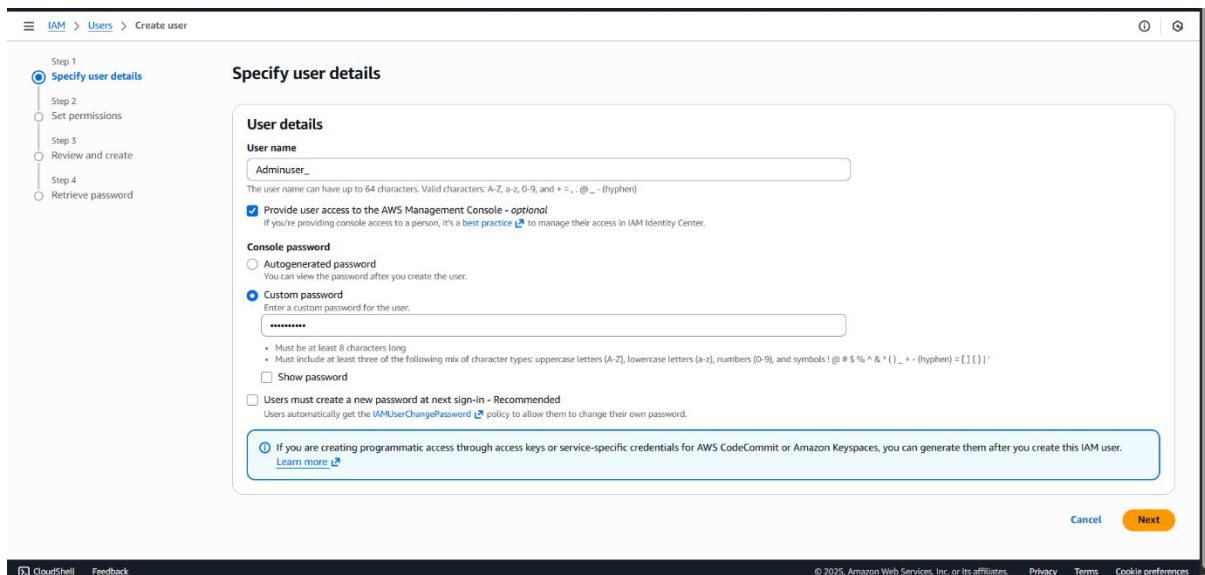 IAM > Users > Create user
Step 1
Specify user details
Step 2
Set permissions
Step 3
Review and create
Step 4
Retrieve password
Specify user details
User details
User name
Adminuser_
The user name can have up to 64 characters. Valid characters: A-Z, a-z, 0-9, and + = , . @ _ - (hyphen)
Provide user access to the AWS Management Console - optional
If you're providing console access to a person, it's a best practice to manage their access in IAM Identity Center.
Console password
Autogenerated password
You can view the password after you create the user.
Custom password
Enter a custom password for the user.
••••••••••
• Must be at least 8 characters long
• Must include at least three of the following mix of character types: uppercase letters (A-Z), lowercase letters (a-z), numbers (0-9), and symbols ! @ # $ % ^ & * ( ) _ + - (hyphen) = [ ] { } | '
Show password
Users must create a new password at next sign-in - Recommended
Users automatically get the IAMUserChangePassword policy to allow them to change their own password.
If you are creating programmatic access through access keys or service-specific credentials for AWS CodeCommit or Amazon Keyspaces, you can generate them after you create this IAM user.
Learn more
Cancel
Next
CloudShell Feedback © 2025, Amazon Web Services, Inc. or its affiliates. Privacy Terms Cookie preferences